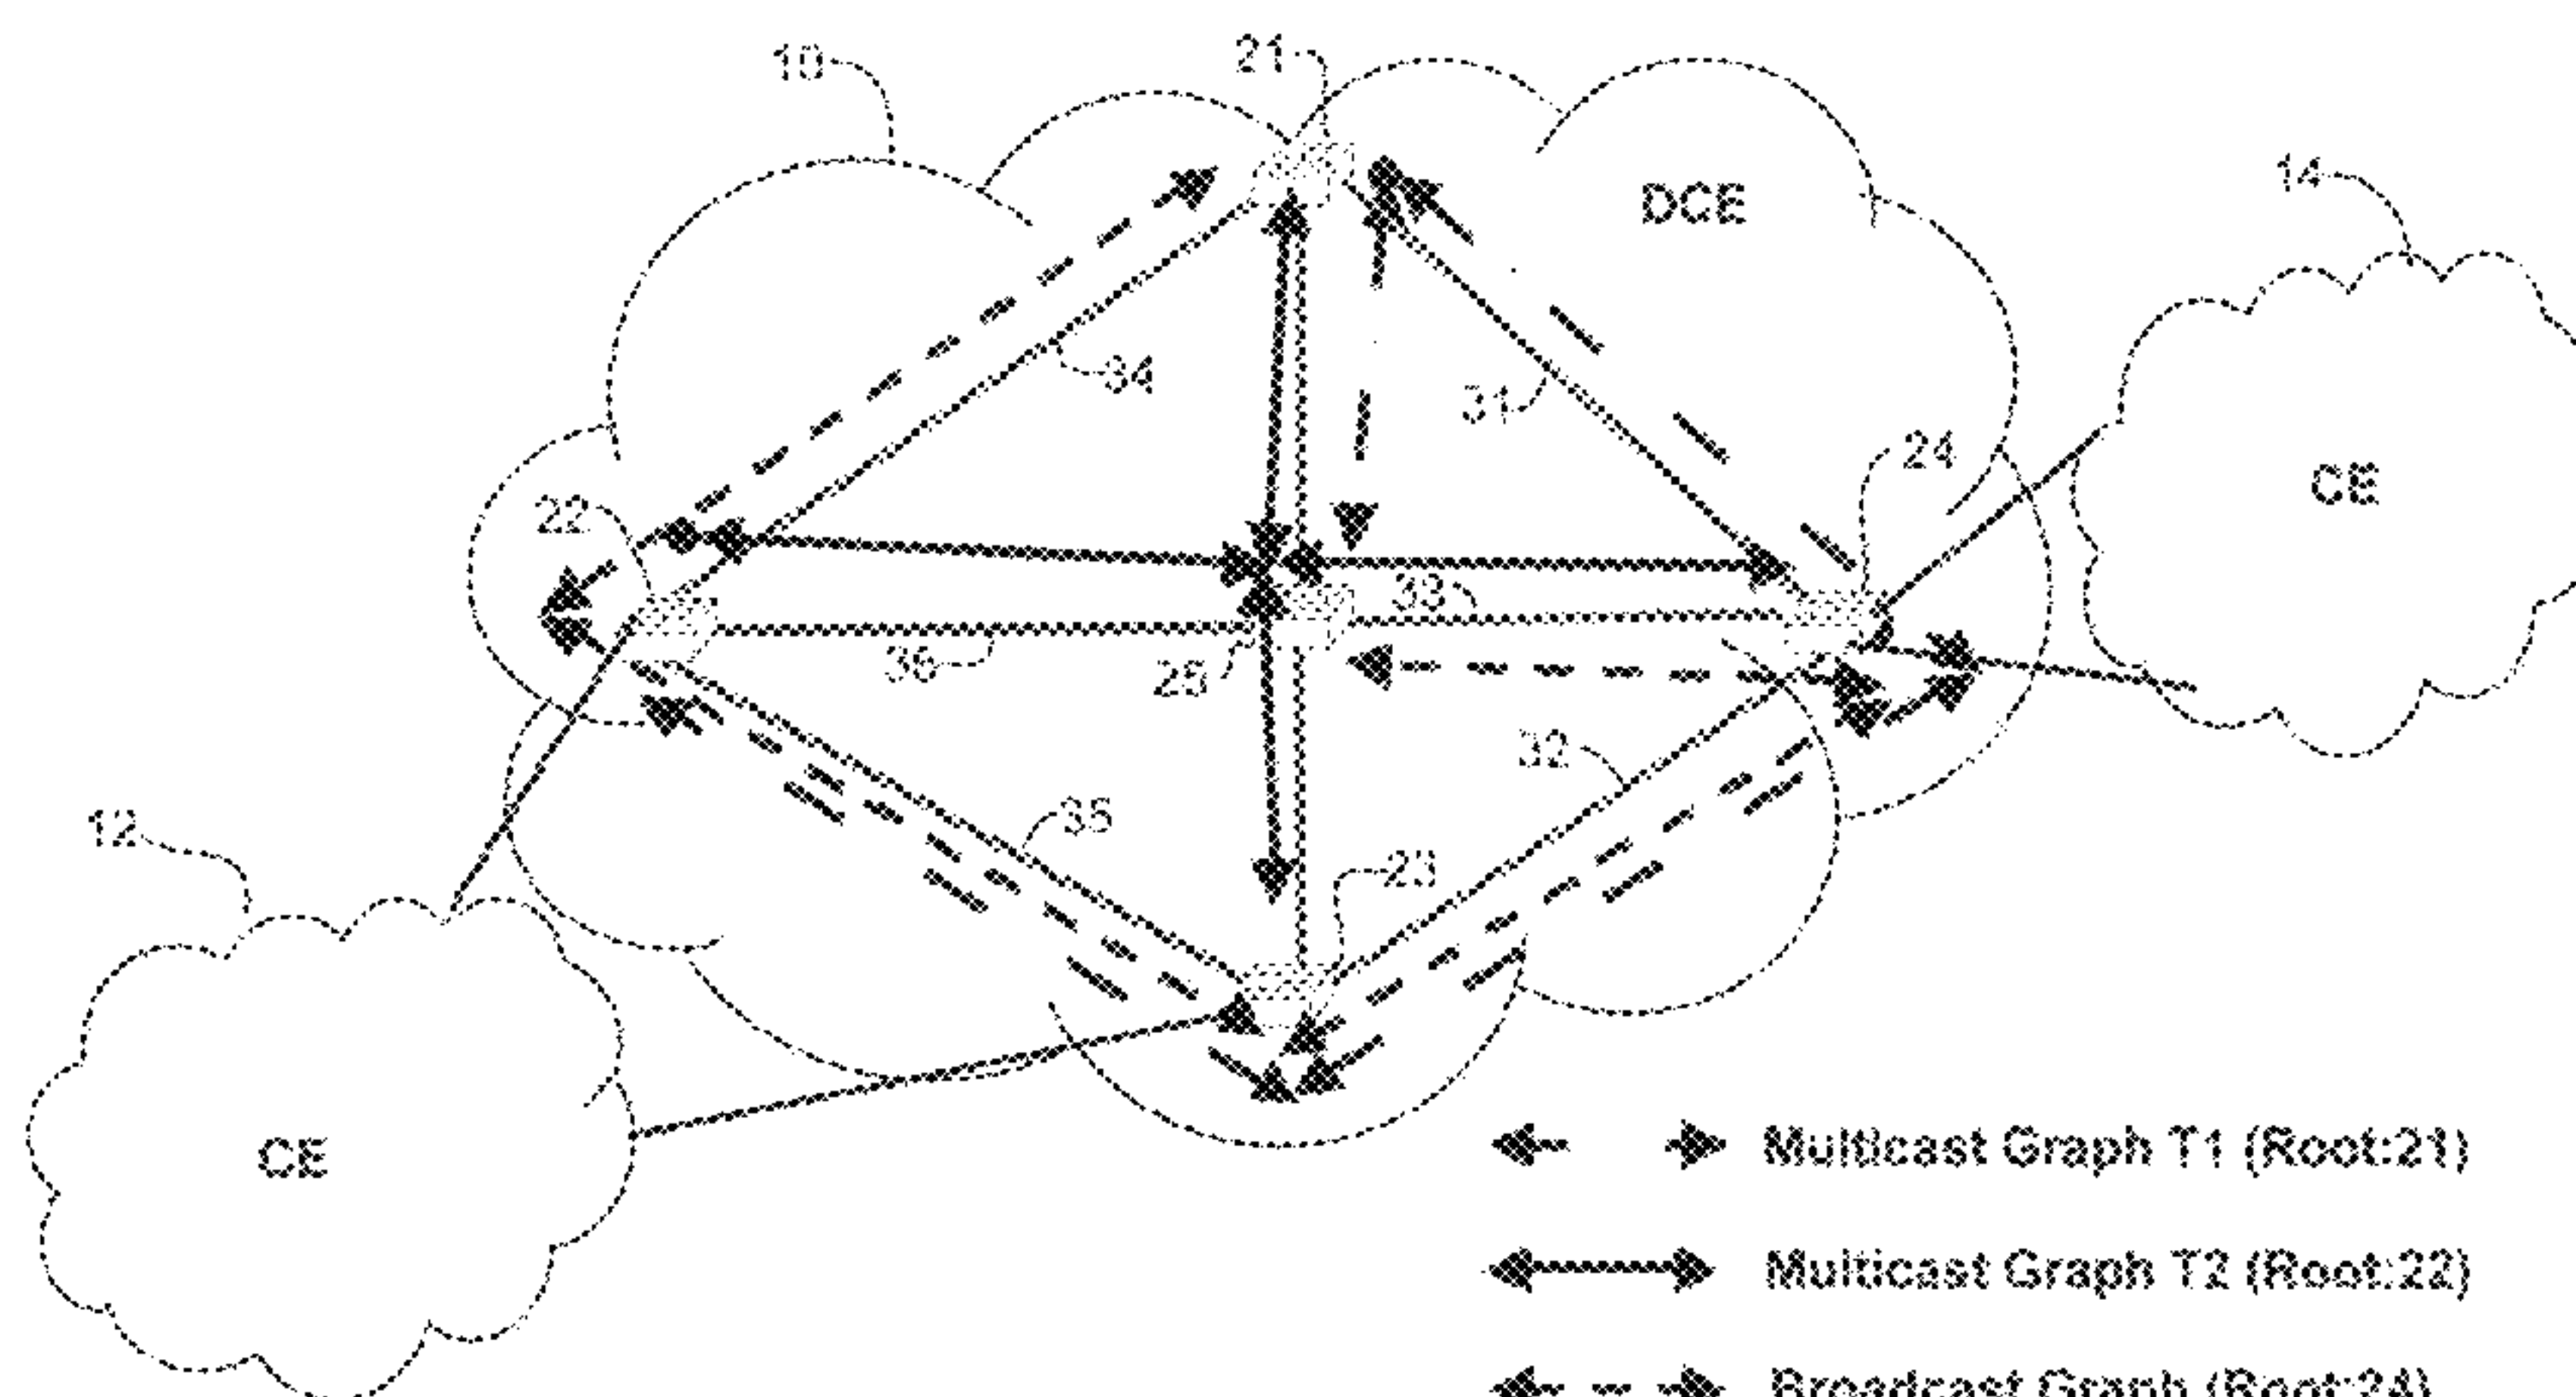 10
21
DCE
14
34
31
24
22
CE
33
36
25
32
35
12
23
CE
Multicast Graph T1 (Root:21)
Multicast Graph T2 (Root:22)
Broadcast Graph (Root:24)